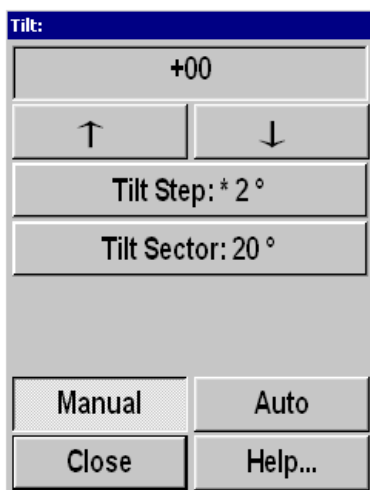 Tilt:
+00
↑ ↓
Tilt Step: * 2 °
Tilt Sector: 20 °
Manual Auto
Close Help...